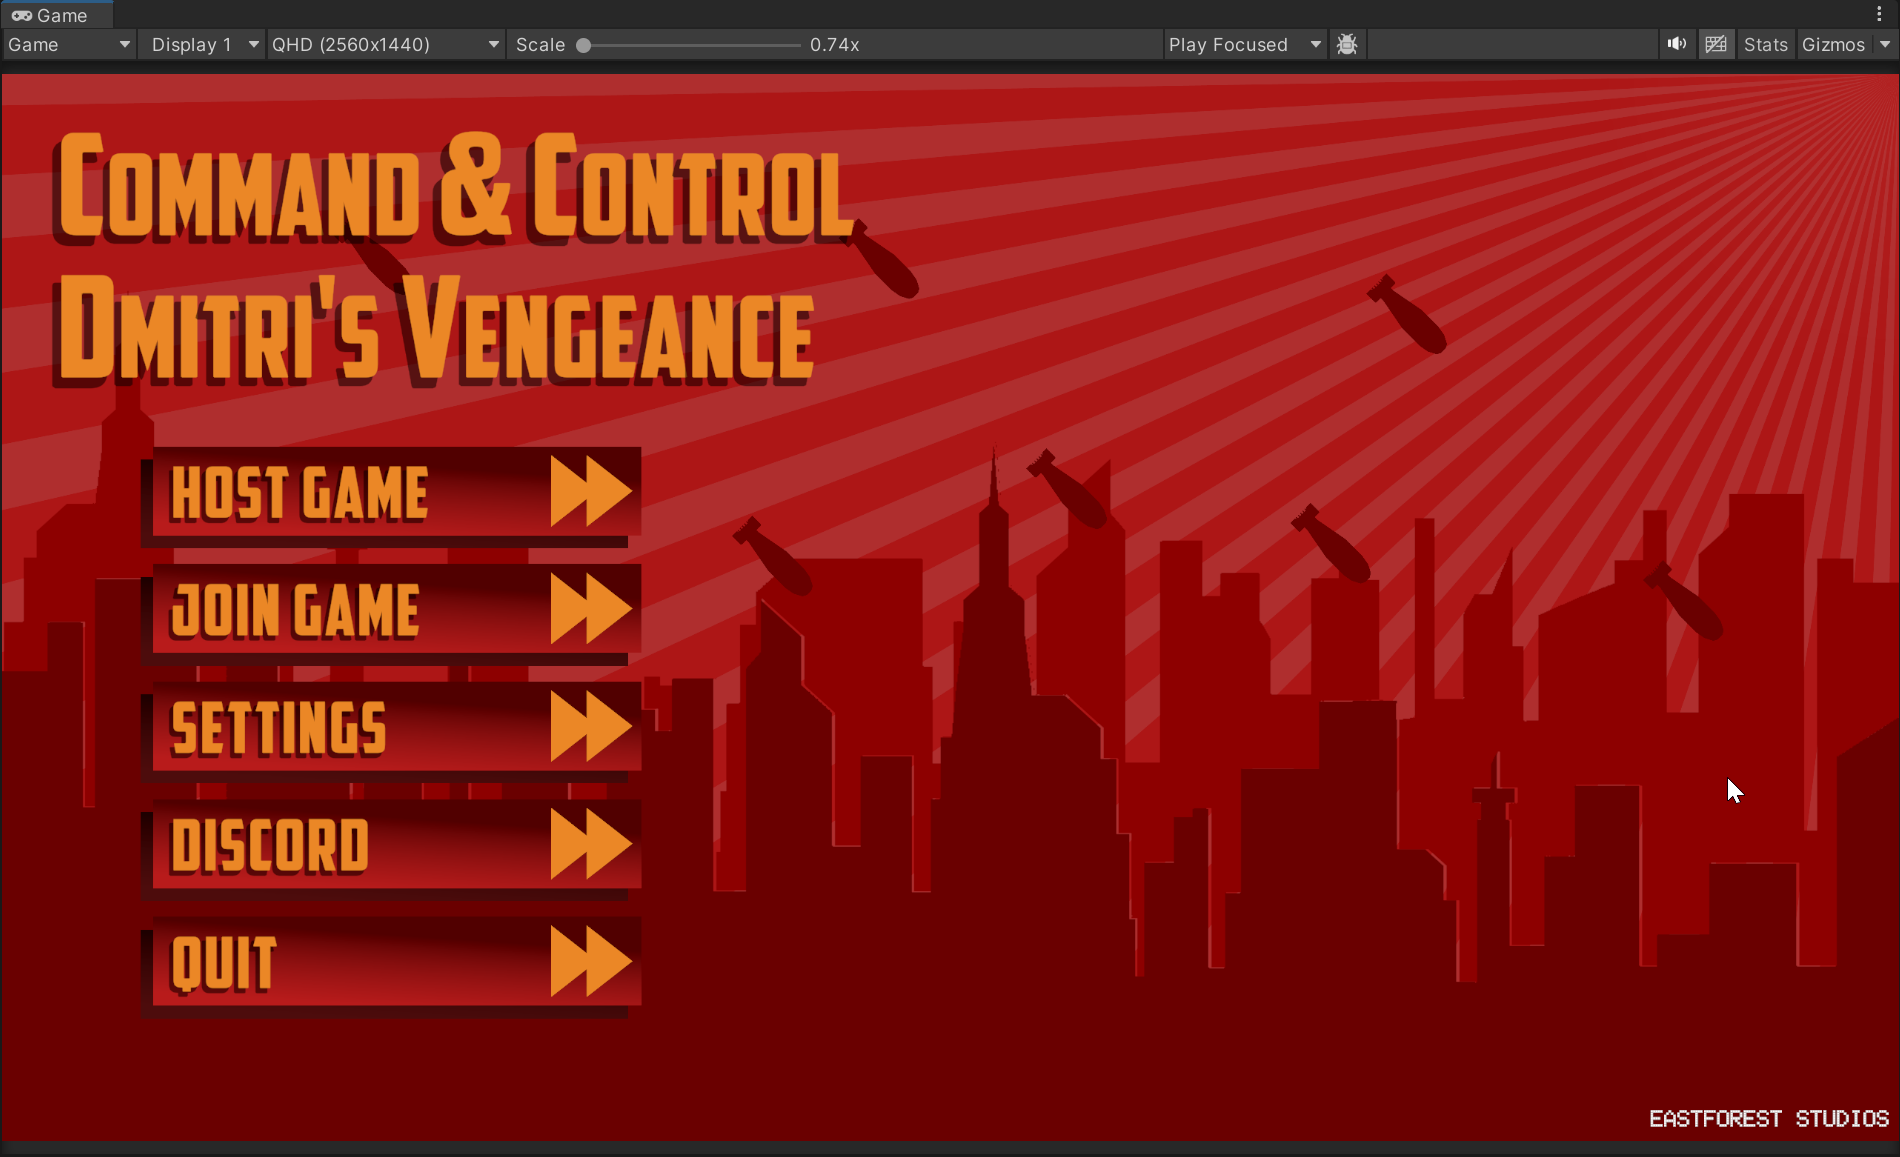 Game
Game Display 1 QHD (2560x1440) Scale 0.74x Play Focused Stats Gizmos
COMMAND & CONTROL
DMITRI'S VENGEANCE
HOST GAME
JOIN GAME
SETTINGS
DISCORD
QUIT
EASTFOREST STUDIOS